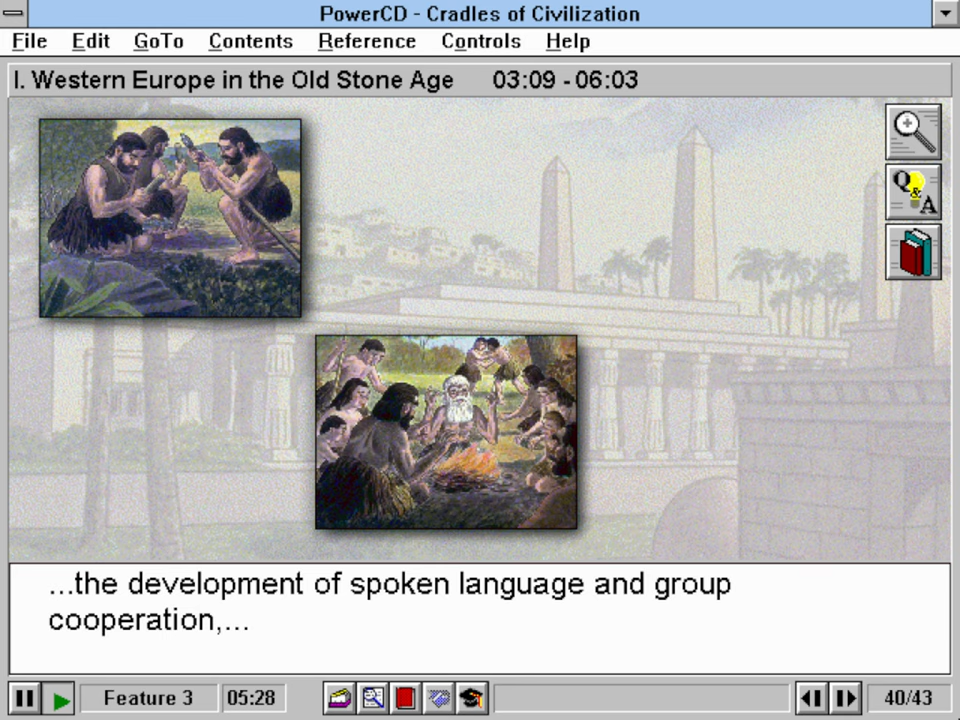 PowerCD - Cradles of Civilization
File Edit GoTo Contents Reference Controls Help
I. Western Europe in the Old Stone Age 03:09 - 06:03
Q & A
...the development of spoken language and group
cooperation,...
Feature 3 05:28 40/43